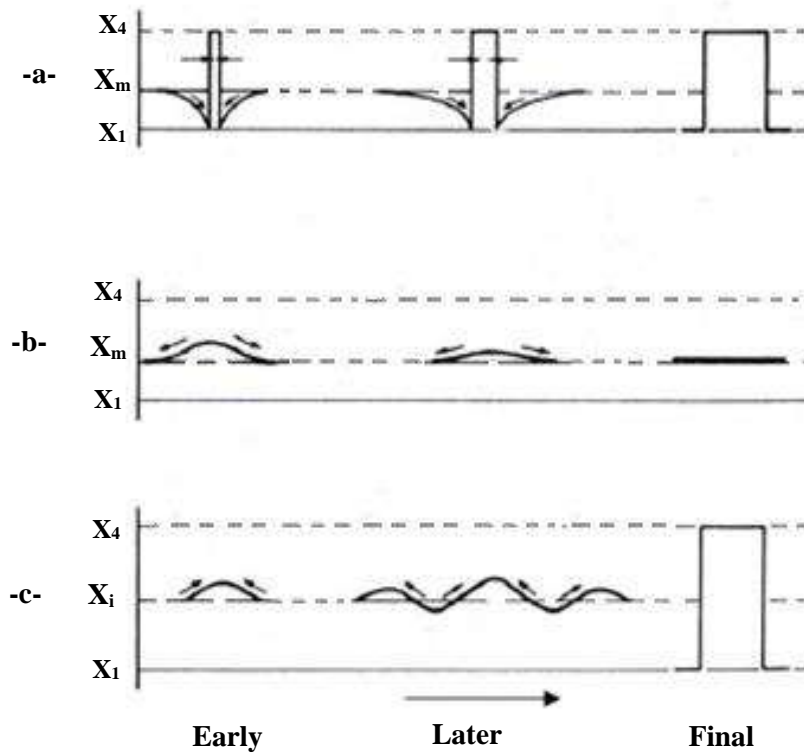 X4
-a-
Xm
X1
X4
-b-
Xm
X1
X4
-c-
Xi
X1
Early Later Final